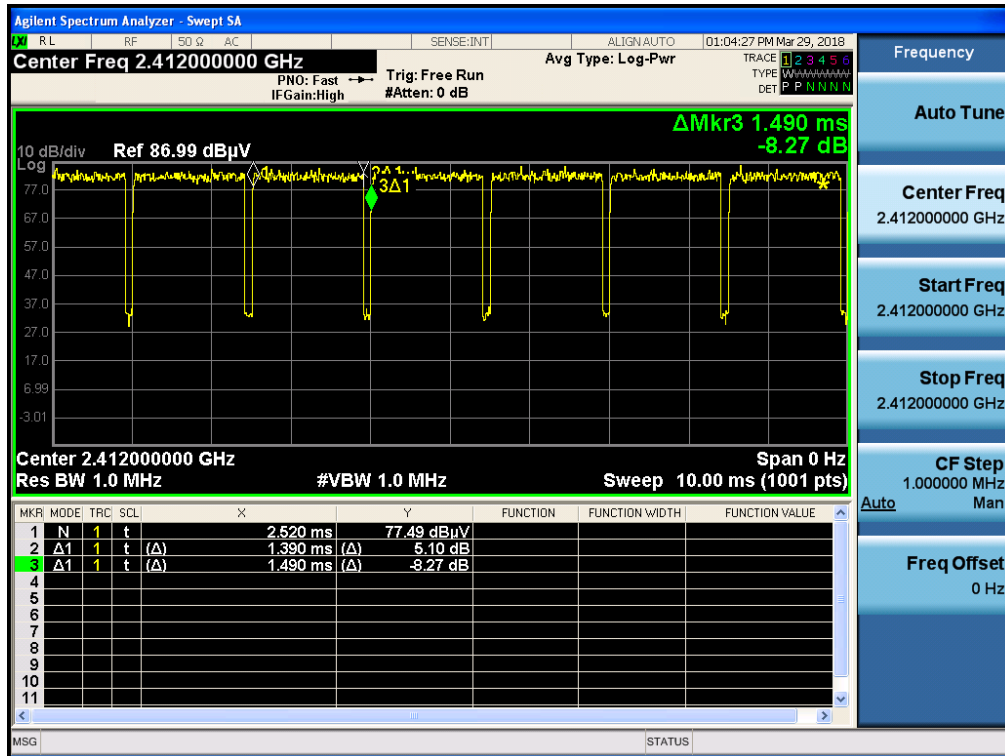 Agilent Spectrum Analyzer - Swept SA
LXI RL RF 50 Ω AC SENSE:INT ALIGN AUTO 01:04:27 PM Mar 29, 2018
Center Freq 2.412000000 GHz
PNO: Fast
IFGain:High
Trig: Free Run
#Atten: 0 dB
Avg Type: Log-Pwr
TRACE 1 2 3 4 5 6
TYPE WWWWWW
DET P P N N N N
ΔMkr3 1.490 ms
-8.27 dB
10 dB/div Ref 86.99 dBµV
Log
77.0
67.0
57.0
47.0
37.0
27.0
17.0
6.99
-3.01
3Δ1
Center 2.412000000 GHz Span 0 Hz
Res BW 1.0 MHz #VBW 1.0 MHz Sweep 10.00 ms (1001 pts)
MKR MODE TRC SCL X Y FUNCTION FUNCTION WIDTH FUNCTION VALUE
1 N 1 t 2.520 ms 77.49 dBµV
2 Δ1 1 t (Δ) 1.390 ms (Δ) 5.10 dB
3 Δ1 1 t (Δ) 1.490 ms (Δ) -8.27 dB
4
5
6
7
8
9
10
11
MSG STATUS
Frequency
Auto Tune
Center Freq
2.412000000 GHz
Start Freq
2.412000000 GHz
Stop Freq
2.412000000 GHz
CF Step
1.000000 MHz
Auto Man
Freq Offset
0 Hz